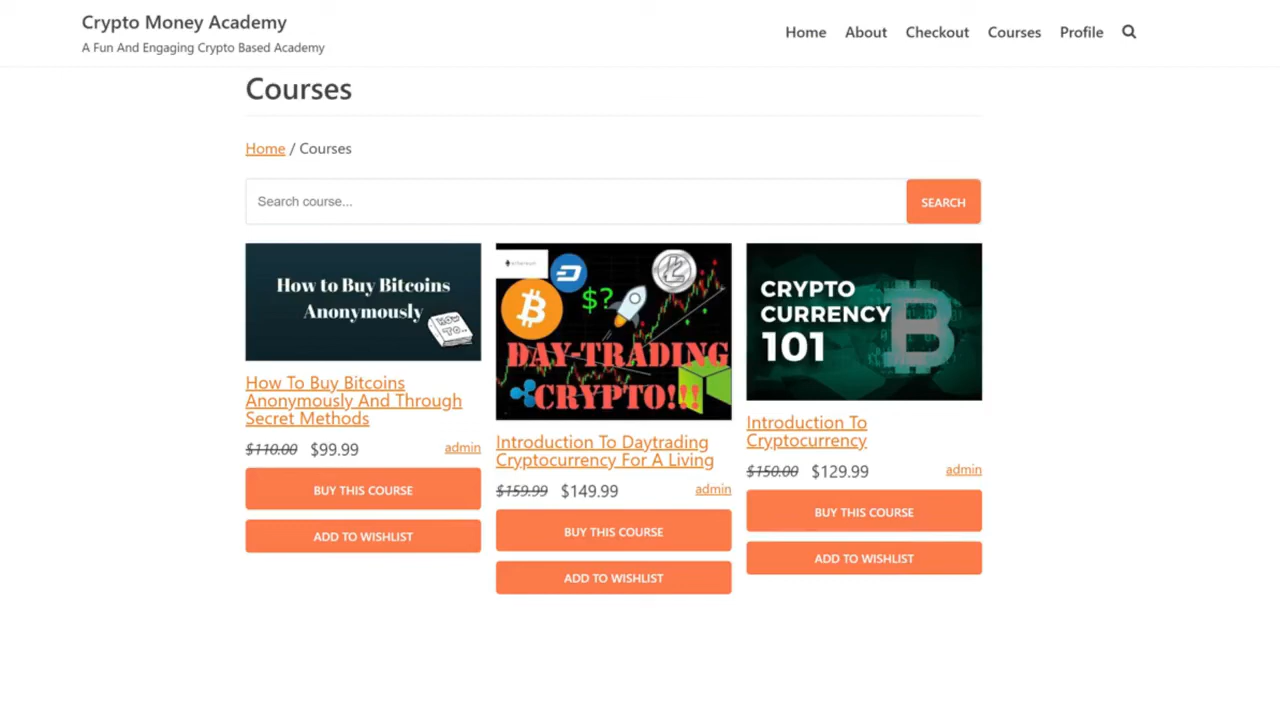 Crypto Money Academy
A Fun And Engaging Crypto Based Academy
Home About Checkout Courses Profile
Courses
Home / Courses
Search course...
SEARCH
How to Buy Bitcoins
Anonymously
HOW
TO..
How To Buy Bitcoins
Anonymously And Through
Secret Methods
$110.00 $99.99 admin
BUY THIS COURSE
ADD TO WISHLIST
ethereum
$?
DAY-TRADING
CRYPTO!!!
Introduction To Daytrading
Cryptocurrency For A Living
$159.99 $149.99 admin
BUY THIS COURSE
ADD TO WISHLIST
CRYPTO
CURRENCY
101
Introduction To
Cryptocurrency
$150.00 $129.99 admin
BUY THIS COURSE
ADD TO WISHLIST